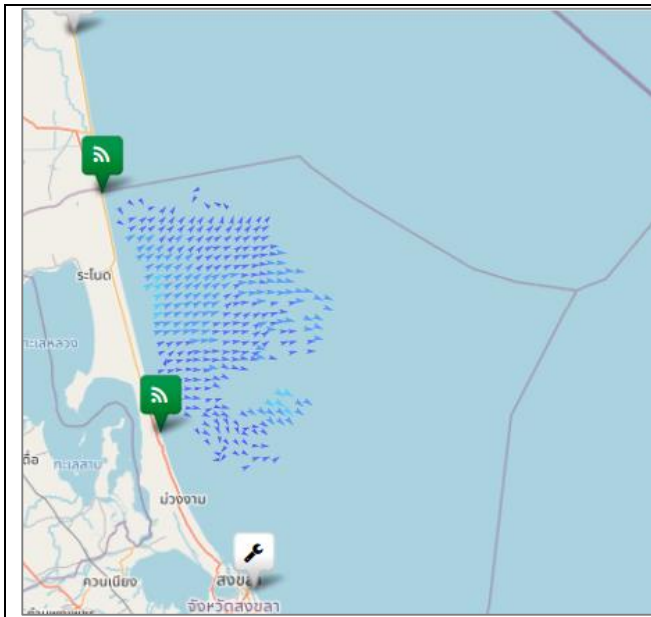 ระโนด
ทะเลหลวง
ทะเลสาบ
ม่วงงาม
ควนเนียง
สงขลา
จังหวัดสงขลา